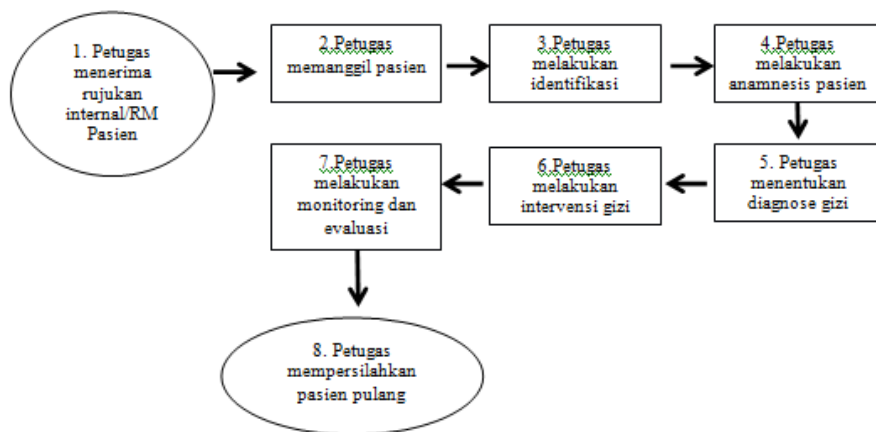 1. Petugas
menerima
rujukan
internal/RM
Pasien
2.Petugas
memanggil pasien
3.Petugas
melakukan
identifikasi
4.Petugas
melakukan
anamnesis pasien
5. Petugas
menentukan
diagnose gizi
6.Petugas
melakukan
intervensi gizi
7.Petugas
melakukan
monitoring dan
evaluasi
8. Petugas
mempersilahkan
pasien pulang